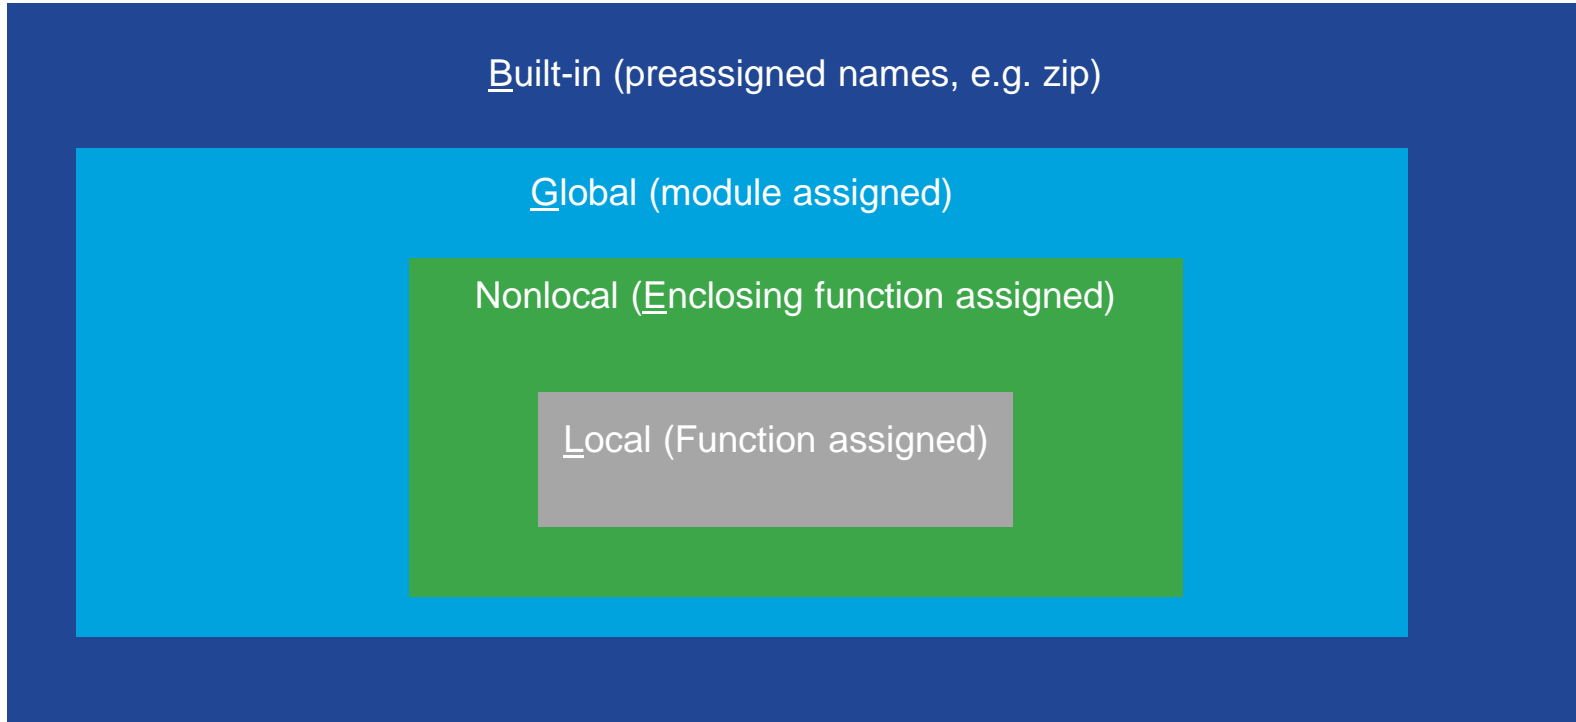 Built-in (preassigned names, e.g. zip)
Global (module assigned)
Nonlocal (Enclosing function assigned)
Local (Function assigned)